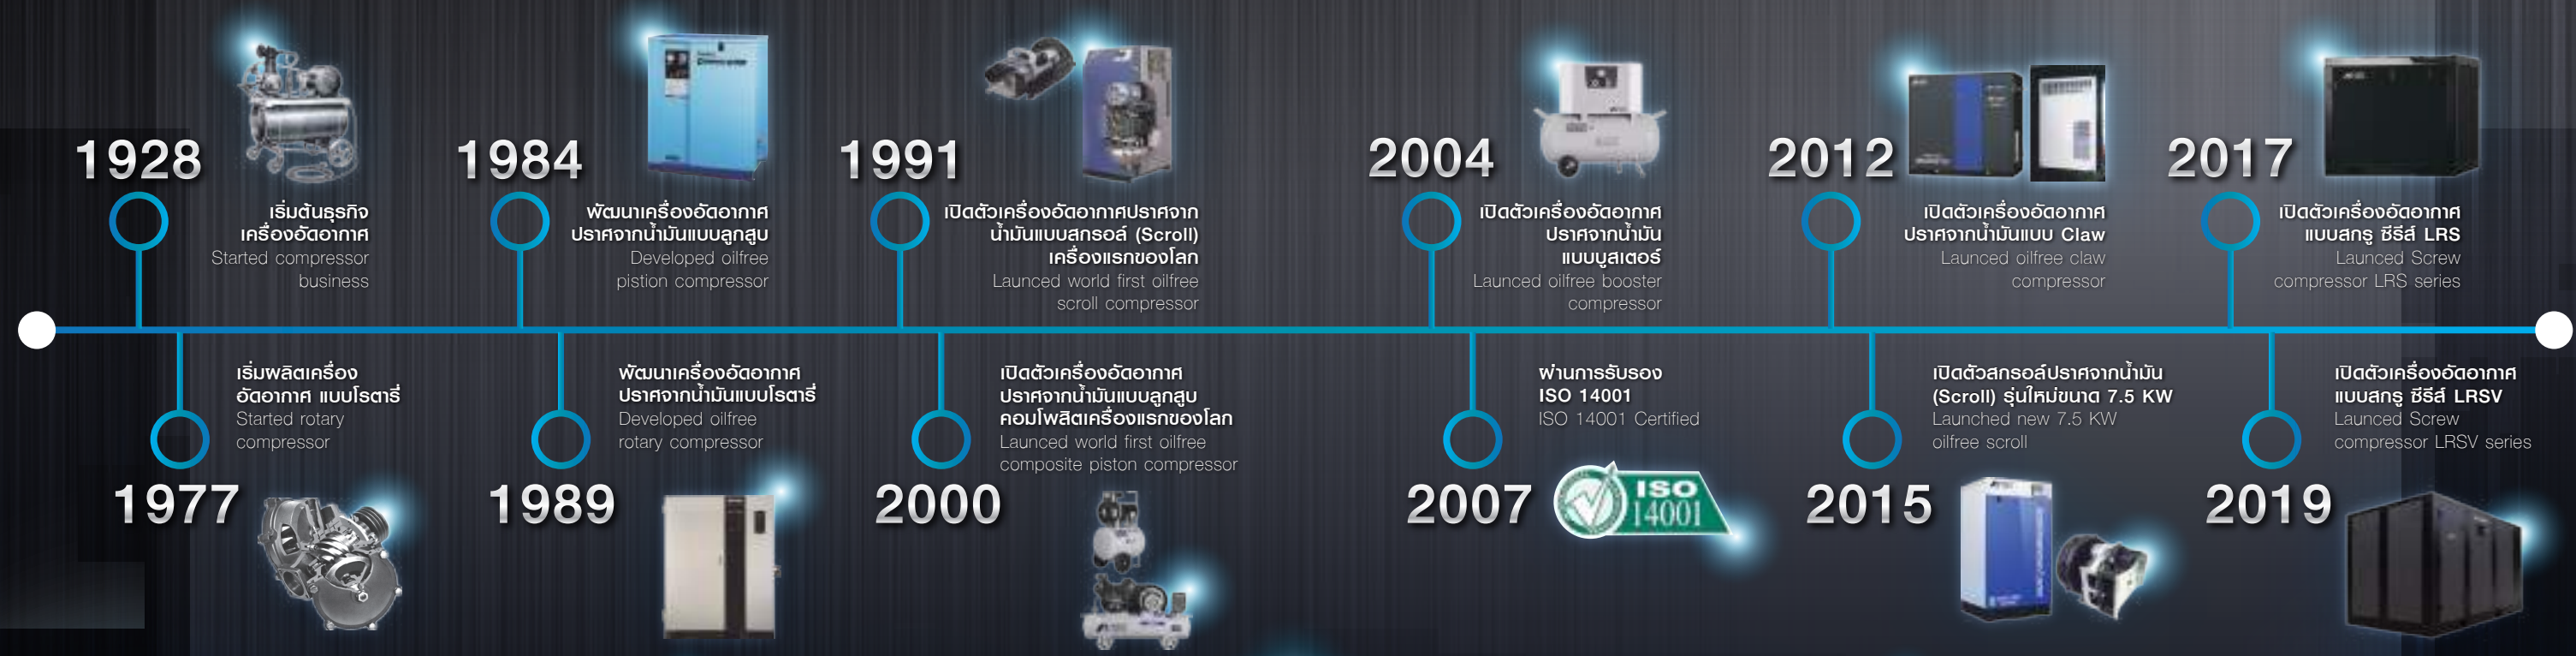 1928
เริ่มต้นธุรกิจ
เครื่องอัดอากาศ
Started compressor
business
1984
พัฒนาเครื่องอัดอากาศ
ปราศจากน้ำมันแบบลูกสูบ
Developed oilfree
pistion compressor
1991
เปิดตัวเครื่องอัดอากาศปราศจาก
น้ำมันแบบสกรอล์ (Scroll)
เครื่องแรกของโลก
Launced world first oilfree
scroll compressor
2004
เปิดตัวเครื่องอัดอากาศ
ปราศจากน้ำมัน
แบบบูสเตอร์
Launced oilfree booster
compressor
2012
เปิดตัวเครื่องอัดอากาศ
ปราศจากน้ำมันแบบ Claw
Launced oilfree claw
compressor
2017
เปิดตัวเครื่องอัดอากาศ
แบบสกรู ซีรีส์ LRS
Launced Screw
compressor LRS series
เริ่มผลิตเครื่อง
อัดอากาศ แบบโรตารี่
Started rotary
compressor
1977
พัฒนาเครื่องอัดอากาศ
ปราศจากน้ำมันแบบโรตารี่
Developed oilfree
rotary compressor
1989
เปิดตัวเครื่องอัดอากาศ
ปราศจากน้ำมันแบบลูกสูบ
คอมโพสิตเครื่องแรกของโลก
Launced world first oilfree
composite piston compressor
2000
ผ่านการรับรอง
ISO 14001
ISO 14001 Certified
2007
ISO
14001
เปิดตัวสกรอล์ปราศจากน้ำมัน
(Scroll) รุ่นใหม่ขนาด 7.5 KW
Launched new 7.5 KW
oilfree scroll
2015
เปิดตัวเครื่องอัดอากาศ
แบบสกรู ซีรีส์ LRSV
Launced Screw
compressor LRSV series
2019